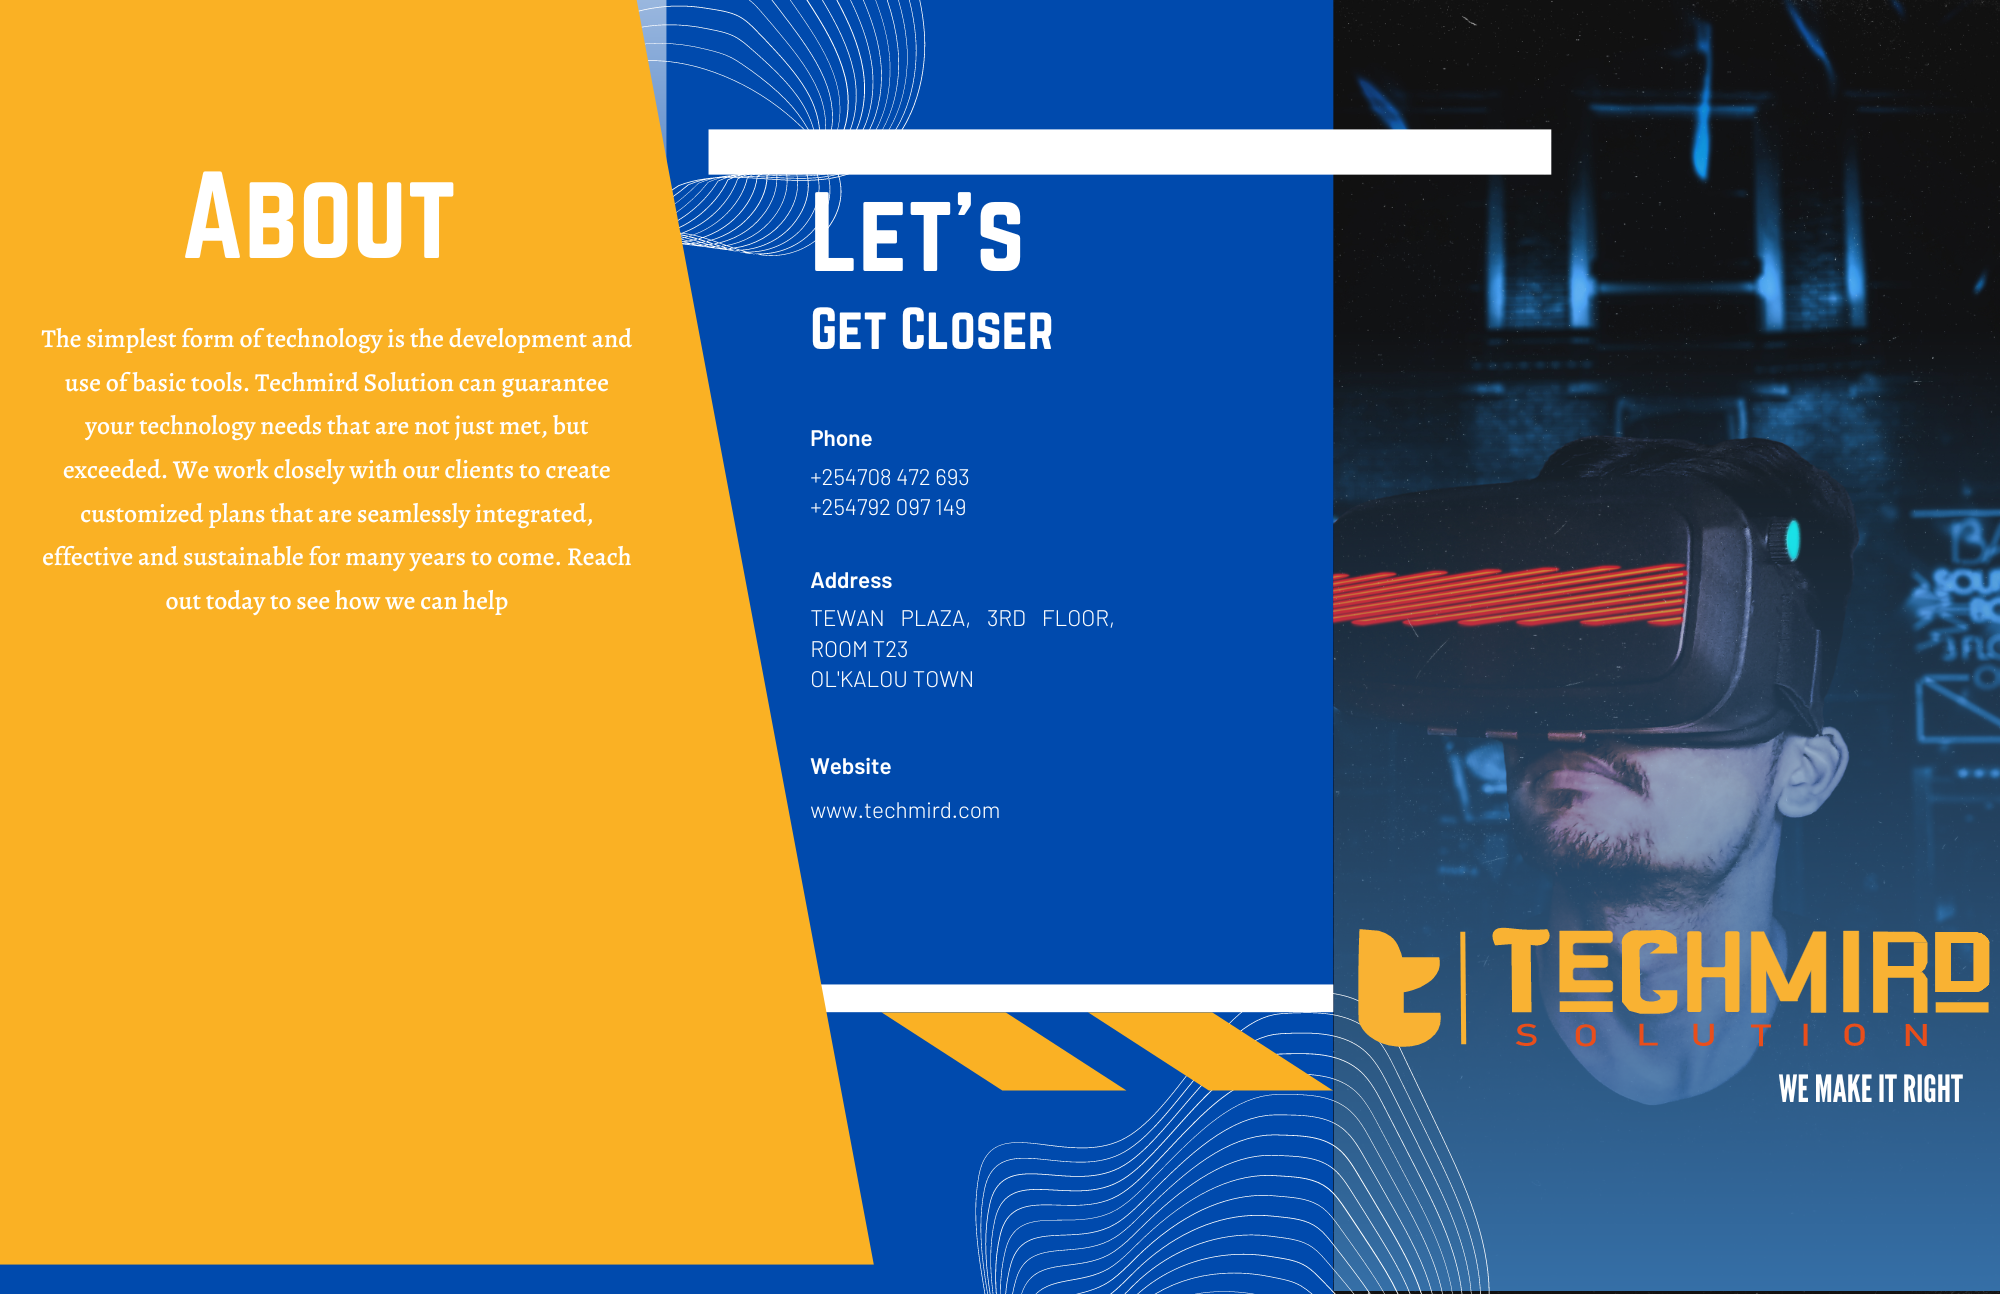 ABOUT
The simplest form of technology is the development and
use of basic tools. Techmird Solution can guarantee
your technology needs that are not just met, but
exceeded. We work closely with our clients to create
customized plans that are seamlessly integrated,
effective and sustainable for many years to come. Reach
out today to see how we can help
LET'S
GET CLOSER
Phone
+254708 472 693
+254792 097 149
Address
TEWAN PLAZA, 3RD FLOOR,
ROOM T23
OL'KALOU TOWN
Website
www.techmird.com
TECHMIRD
SOLUTION
WE MAKE IT RIGHT